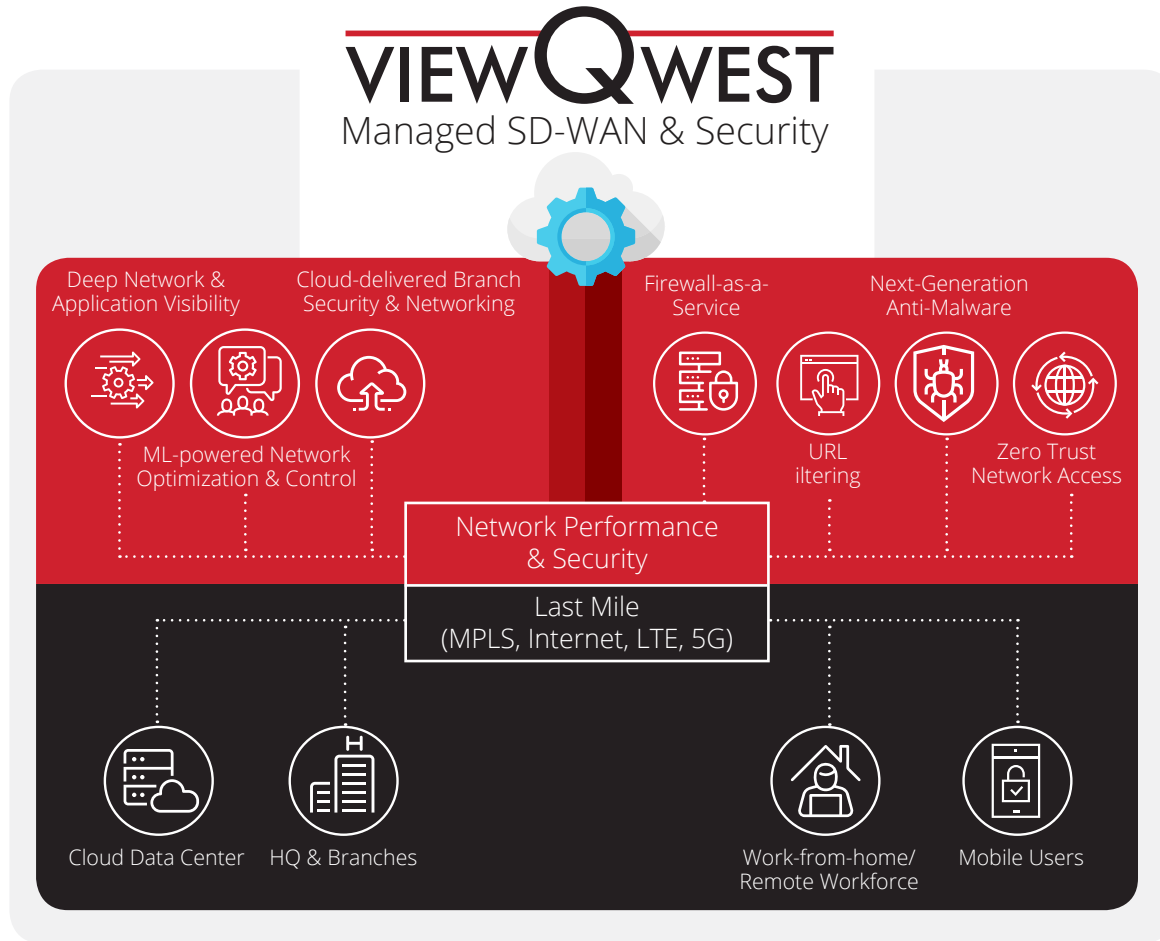 VIEWQWEST
Managed SD-WAN & Security
Deep Network &
Application Visibility
Cloud-delivered Branch
Security & Networking
Firewall-as-a-
Service
Next-Generation
Anti-Malware
ML-powered Network
Optimization & Control
URL
iltering
Zero Trust
Network Access
Network Performance
& Security
Last Mile
(MPLS, Internet, LTE, 5G)
Cloud Data Center
HQ & Branches
Work-from-home/
Remote Workforce
Mobile Users